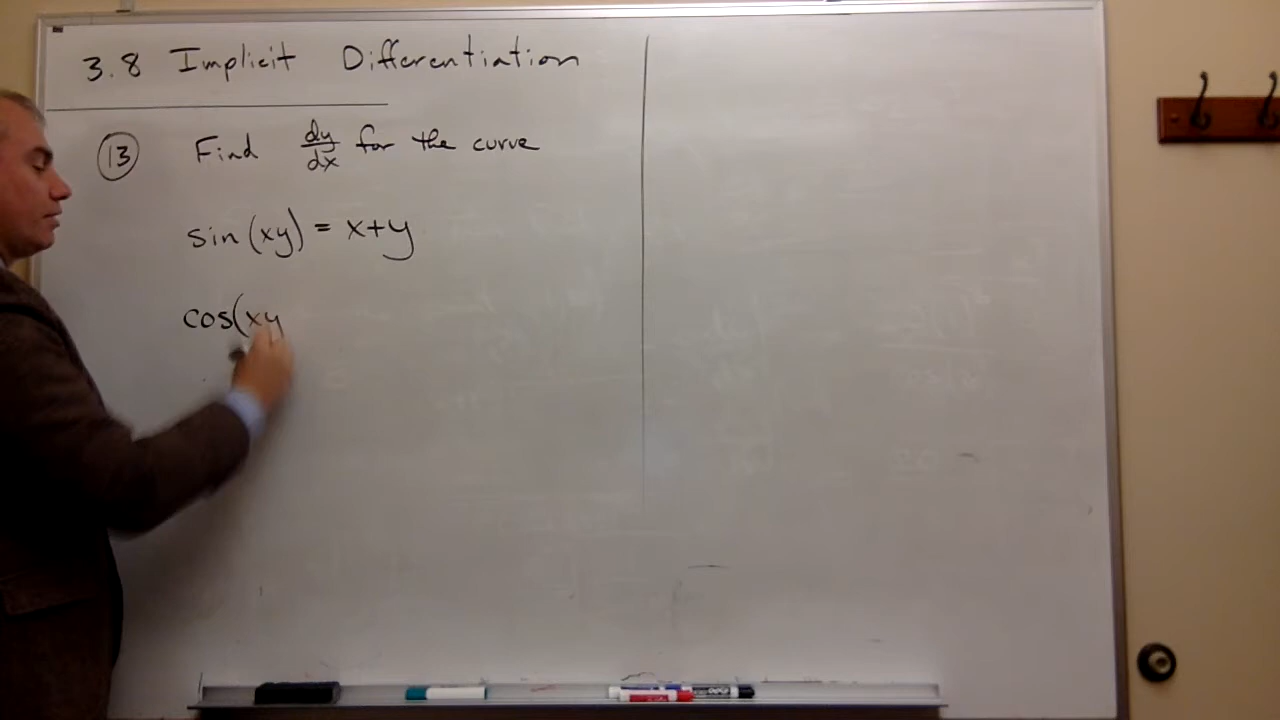 3.8 Implicit Differentiation
13 Find dy/dx for the curve
sin(xy) = x+y
cos(xy